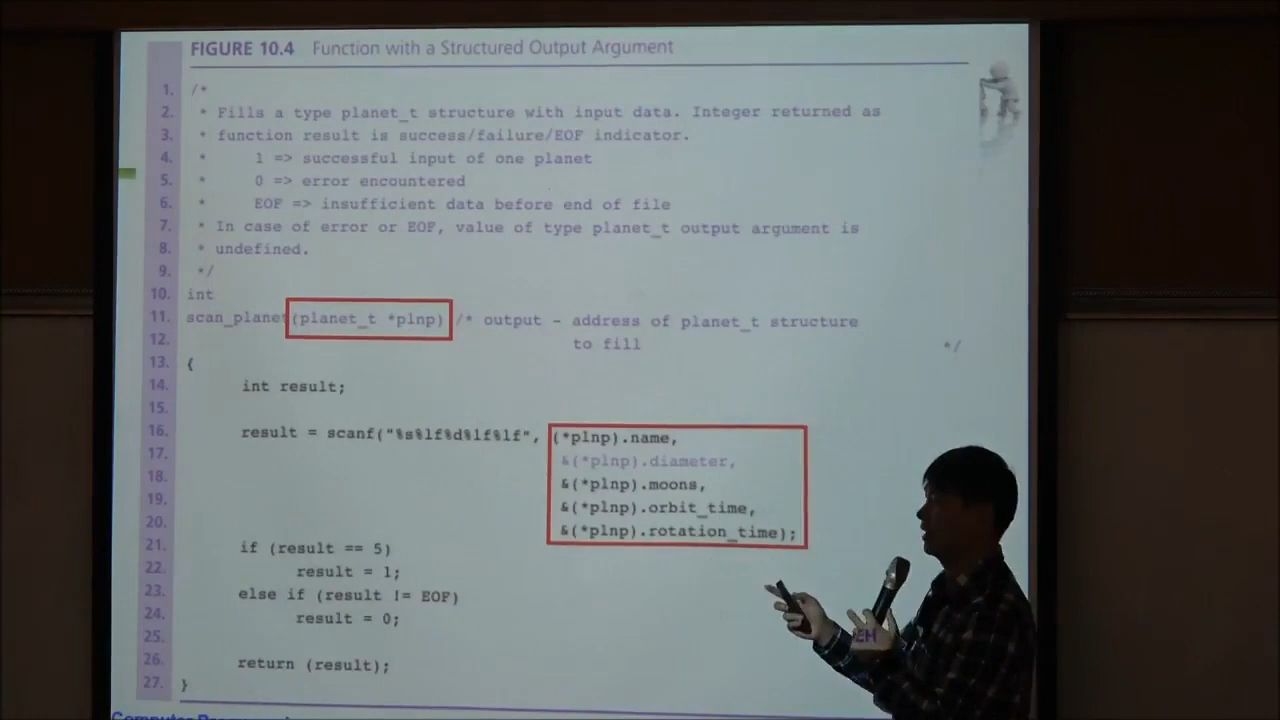 FIGURE 10.4 Function with a Structured Output Argument
1. /*
2. * Fills a type planet_t structure with input data. Integer returned as
3. * function result is success/failure/EOF indicator.
4. * 1 => successful input of one planet
5. * 0 => error encountered
6. * EOF => insufficient data before end of file
7. * In case of error or EOF, value of type planet_t output argument is
8. * undefined.
9. */
10. int
11. scan_planet(planet_t *plnp) /* output - address of planet_t structure
12. to fill */
13. {
14. int result;
15.
16. result = scanf("%s%lf%d%lf%lf", (*plnp).name,
17. &(*plnp).diameter,
18. &(*plnp).moons,
19. &(*plnp).orbit_time,
20. &(*plnp).rotation_time);
21. if (result == 5)
22. result = 1;
23. else if (result != EOF)
24. result = 0;
25.
26. return (result);
27. }
Computer